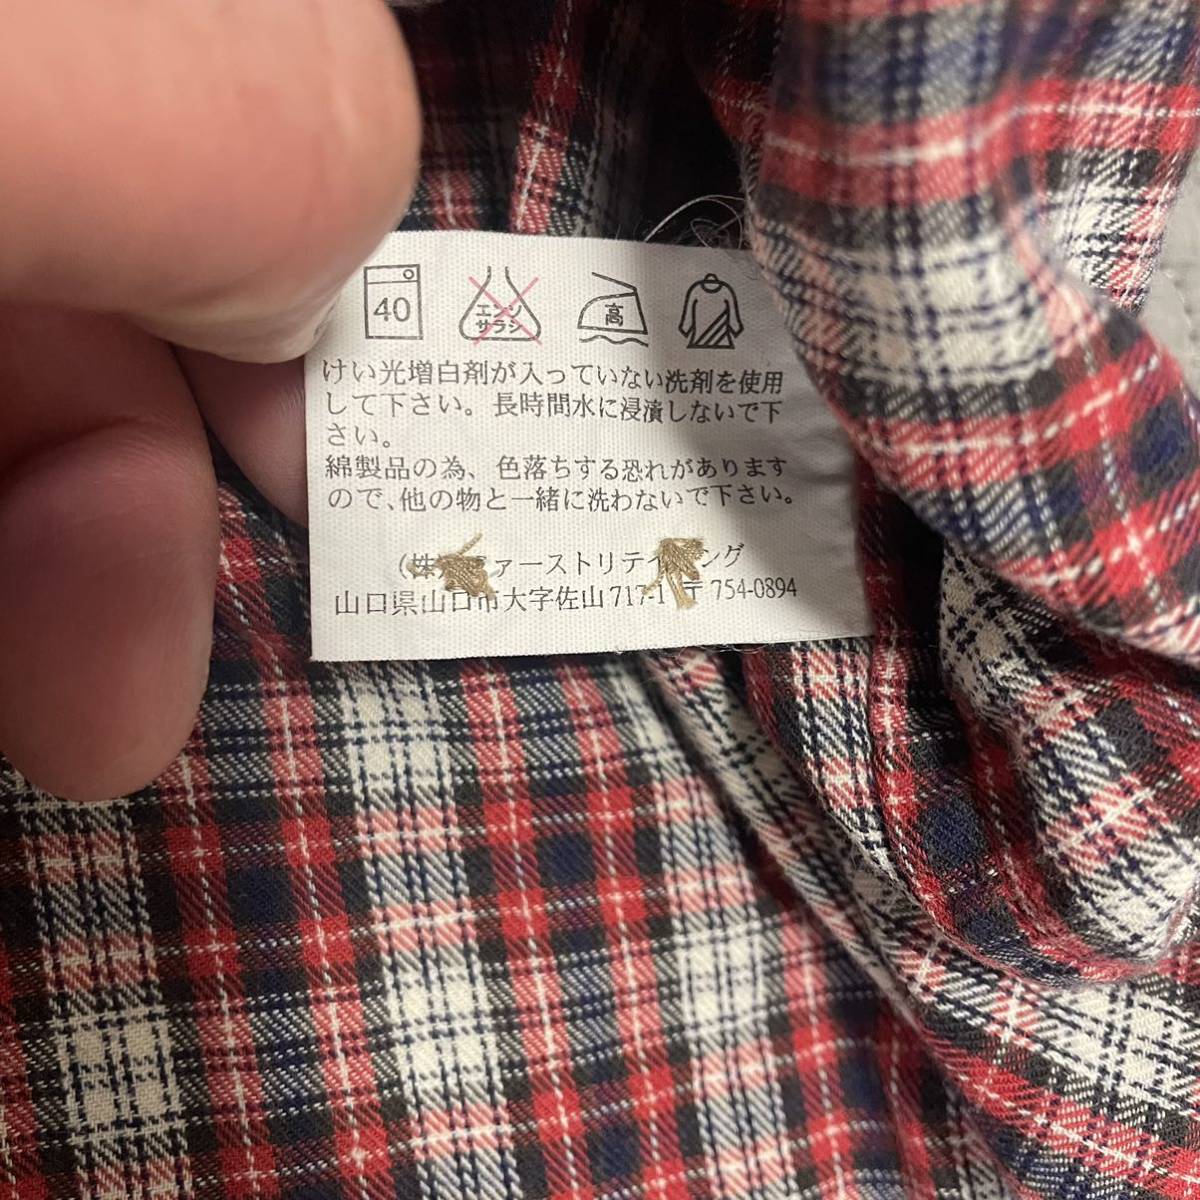 40 エンソ サラシ 高
けい光増白剤が入っていない洗剤を使用
して下さい。長時間水に浸漬しないで下
さい。
綿製品の為、色落ちする恐れがあります
ので、他の物と一緒に洗わないで下さい。
(株) ァーストリテイ ング
山口県山口市大字佐山717-1 〒754-0894